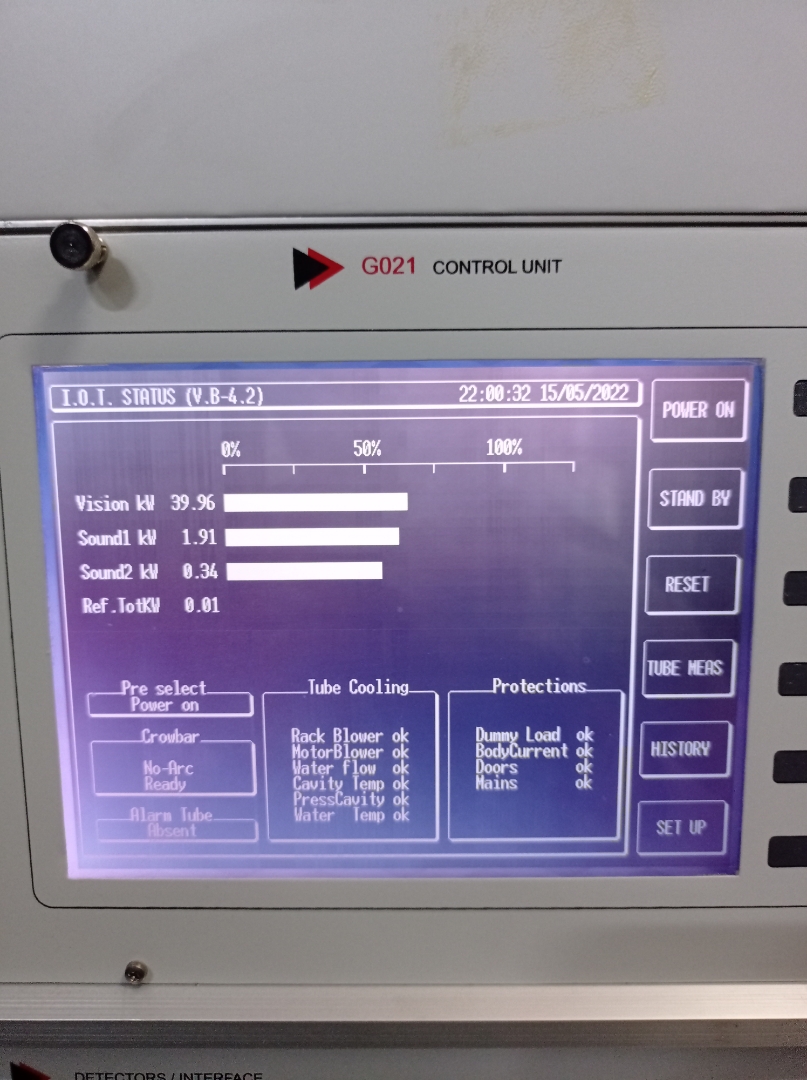 G021 CONTROL UNIT
I.O.T. STATUS (V.B-4.2) 22:00:32 15/05/2022
POWER ON
0% 50% 100%
Vision kW 39.96
STAND BY
Sound1 kW 1.91
Sound2 kW 0.34
RESET
Ref.TotKW 0.01
TUBE MEAS
Pre select
Power on
Crowbar
No-Arc
Ready
Alarm Tube
Absent
Tube Cooling
Rack Blower ok
MotorBlower ok
Water flow ok
Cavity Temp ok
PressCavity ok
Water Temp ok
Protections
Dummy Load ok
BodyCurrent ok
Doors ok
Mains ok
HISTORY
SET UP
DETECTORS / INTERFACE